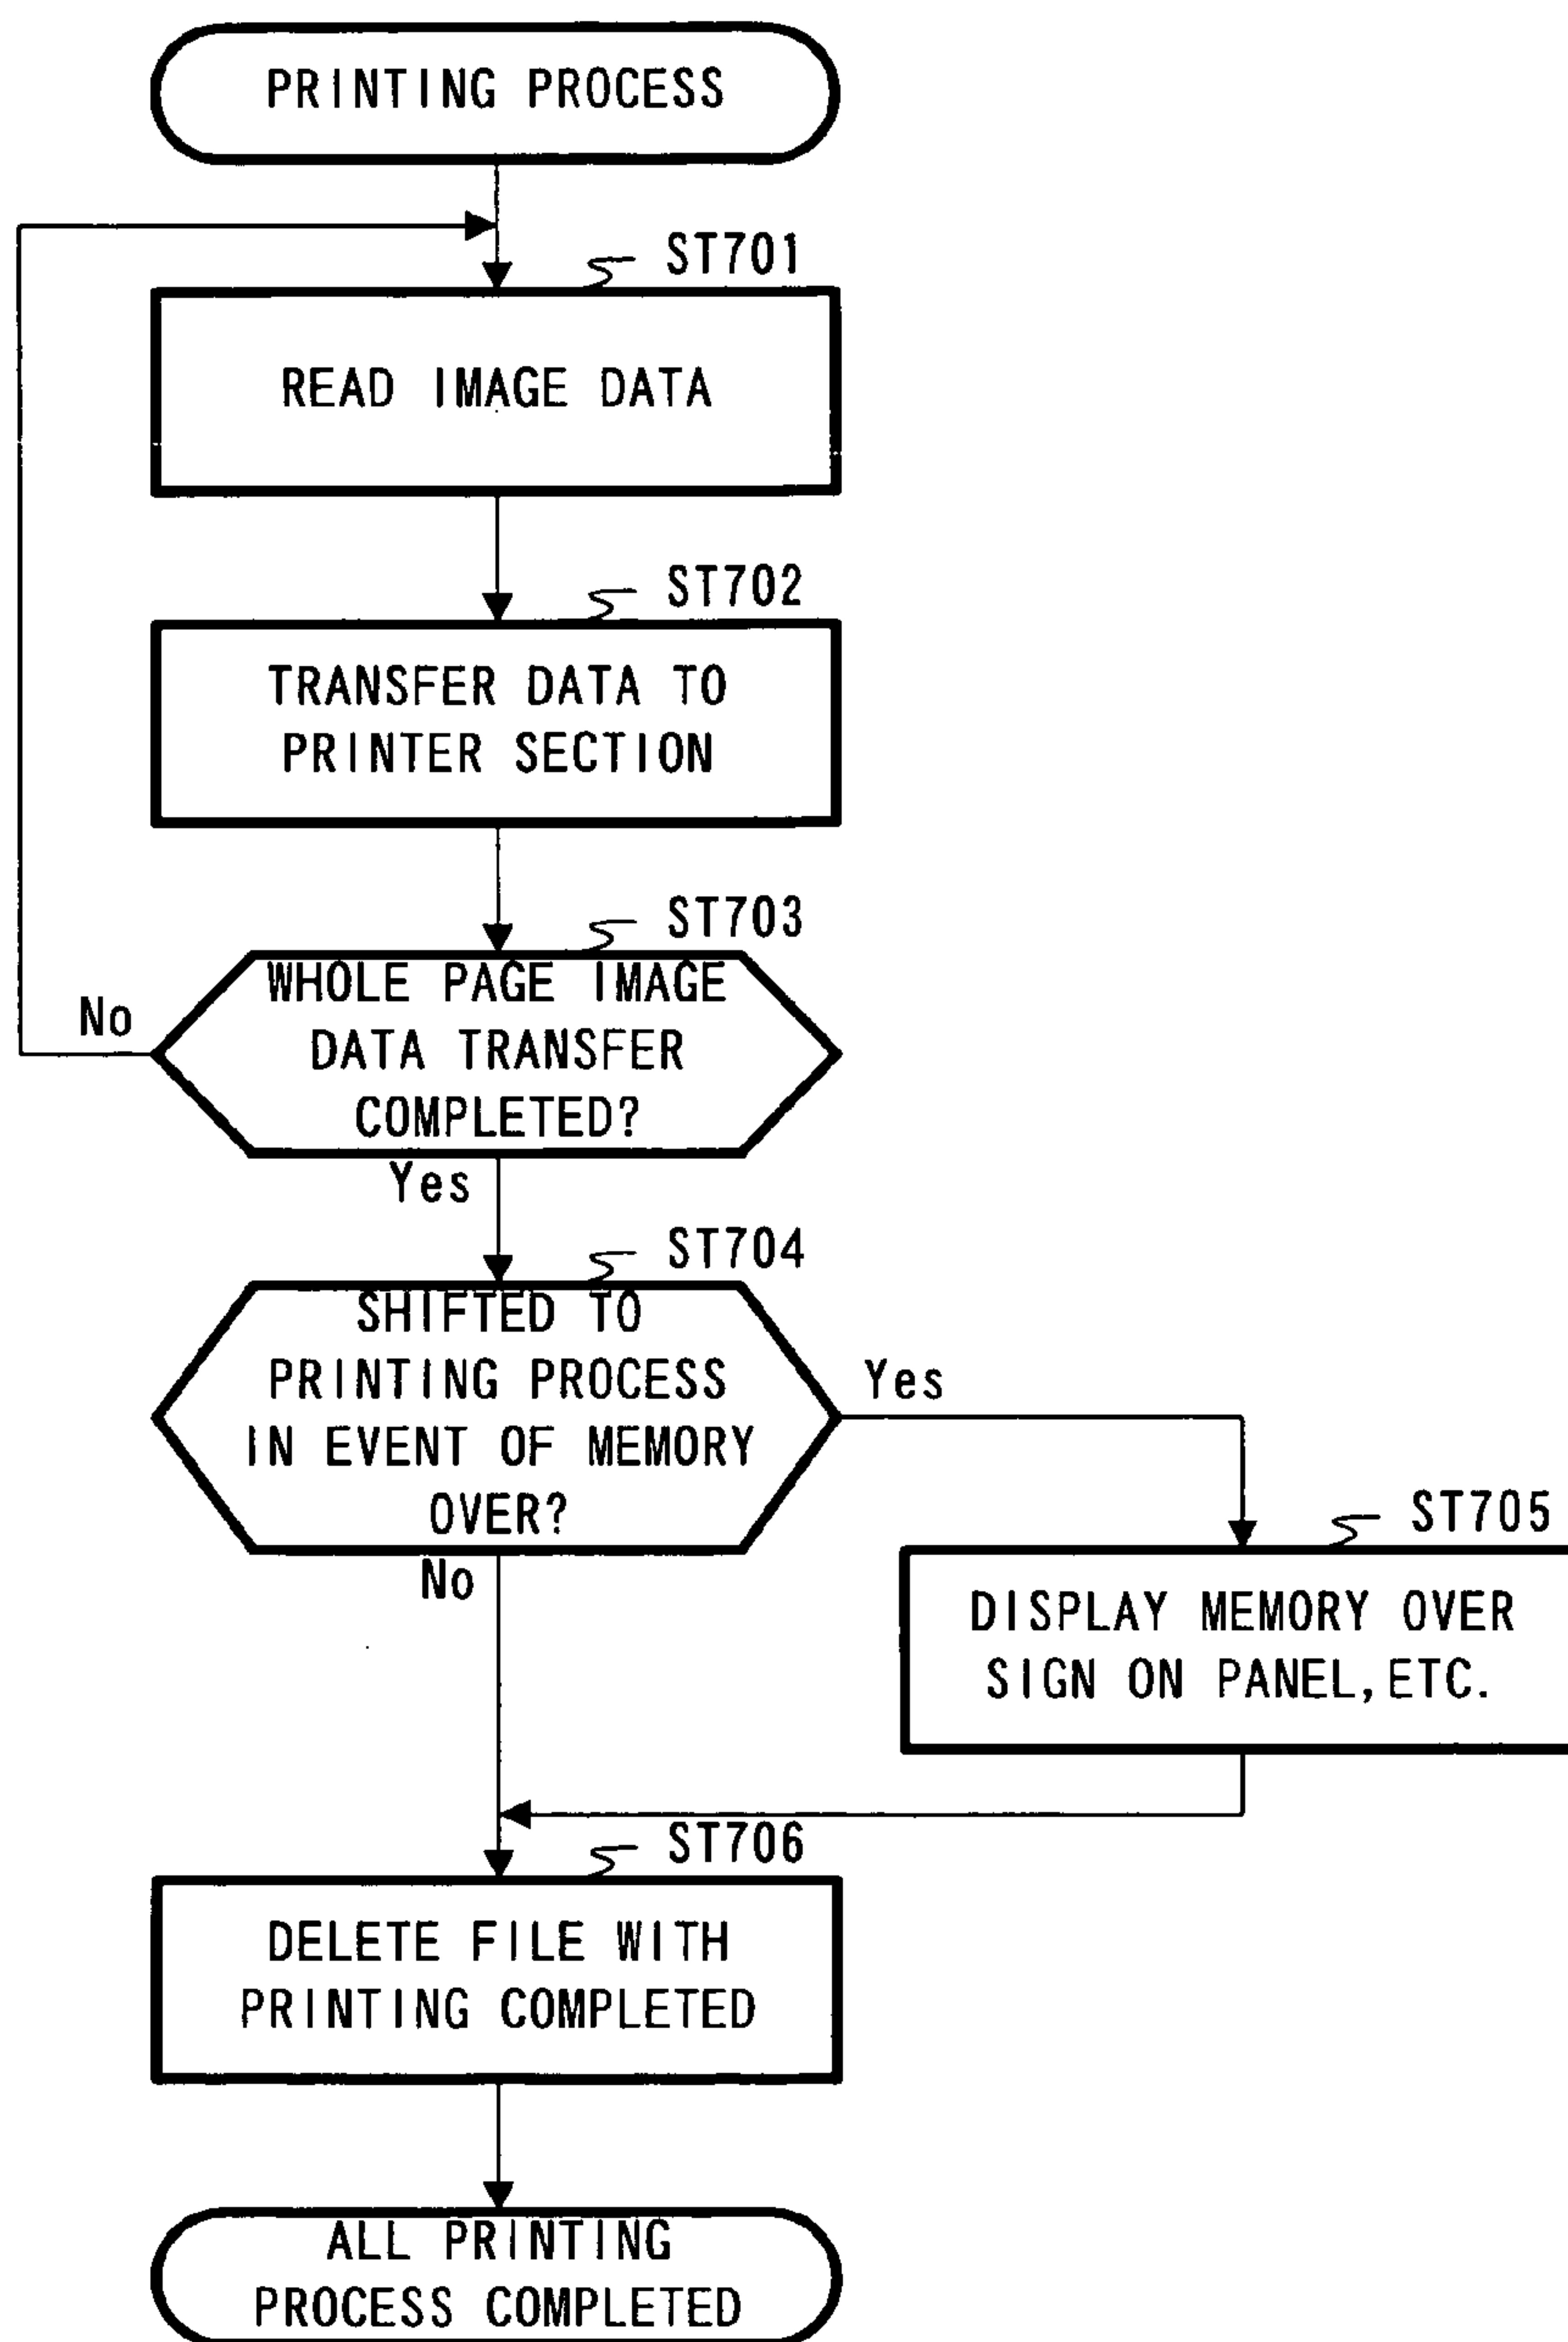 PRINTING PROCESS
ST701
READ IMAGE DATA
ST702
TRANSFER DATA TO
PRINTER SECTION
ST703
WHOLE PAGE IMAGE
DATA TRANSFER
COMPLETED?
No
Yes
ST704
SHIFTED TO
PRINTING PROCESS
IN EVENT OF MEMORY
OVER?
Yes
No
ST705
DISPLAY MEMORY OVER
SIGN ON PANEL,ETC.
ST706
DELETE FILE WITH
PRINTING COMPLETED
ALL PRINTING
PROCESS COMPLETED